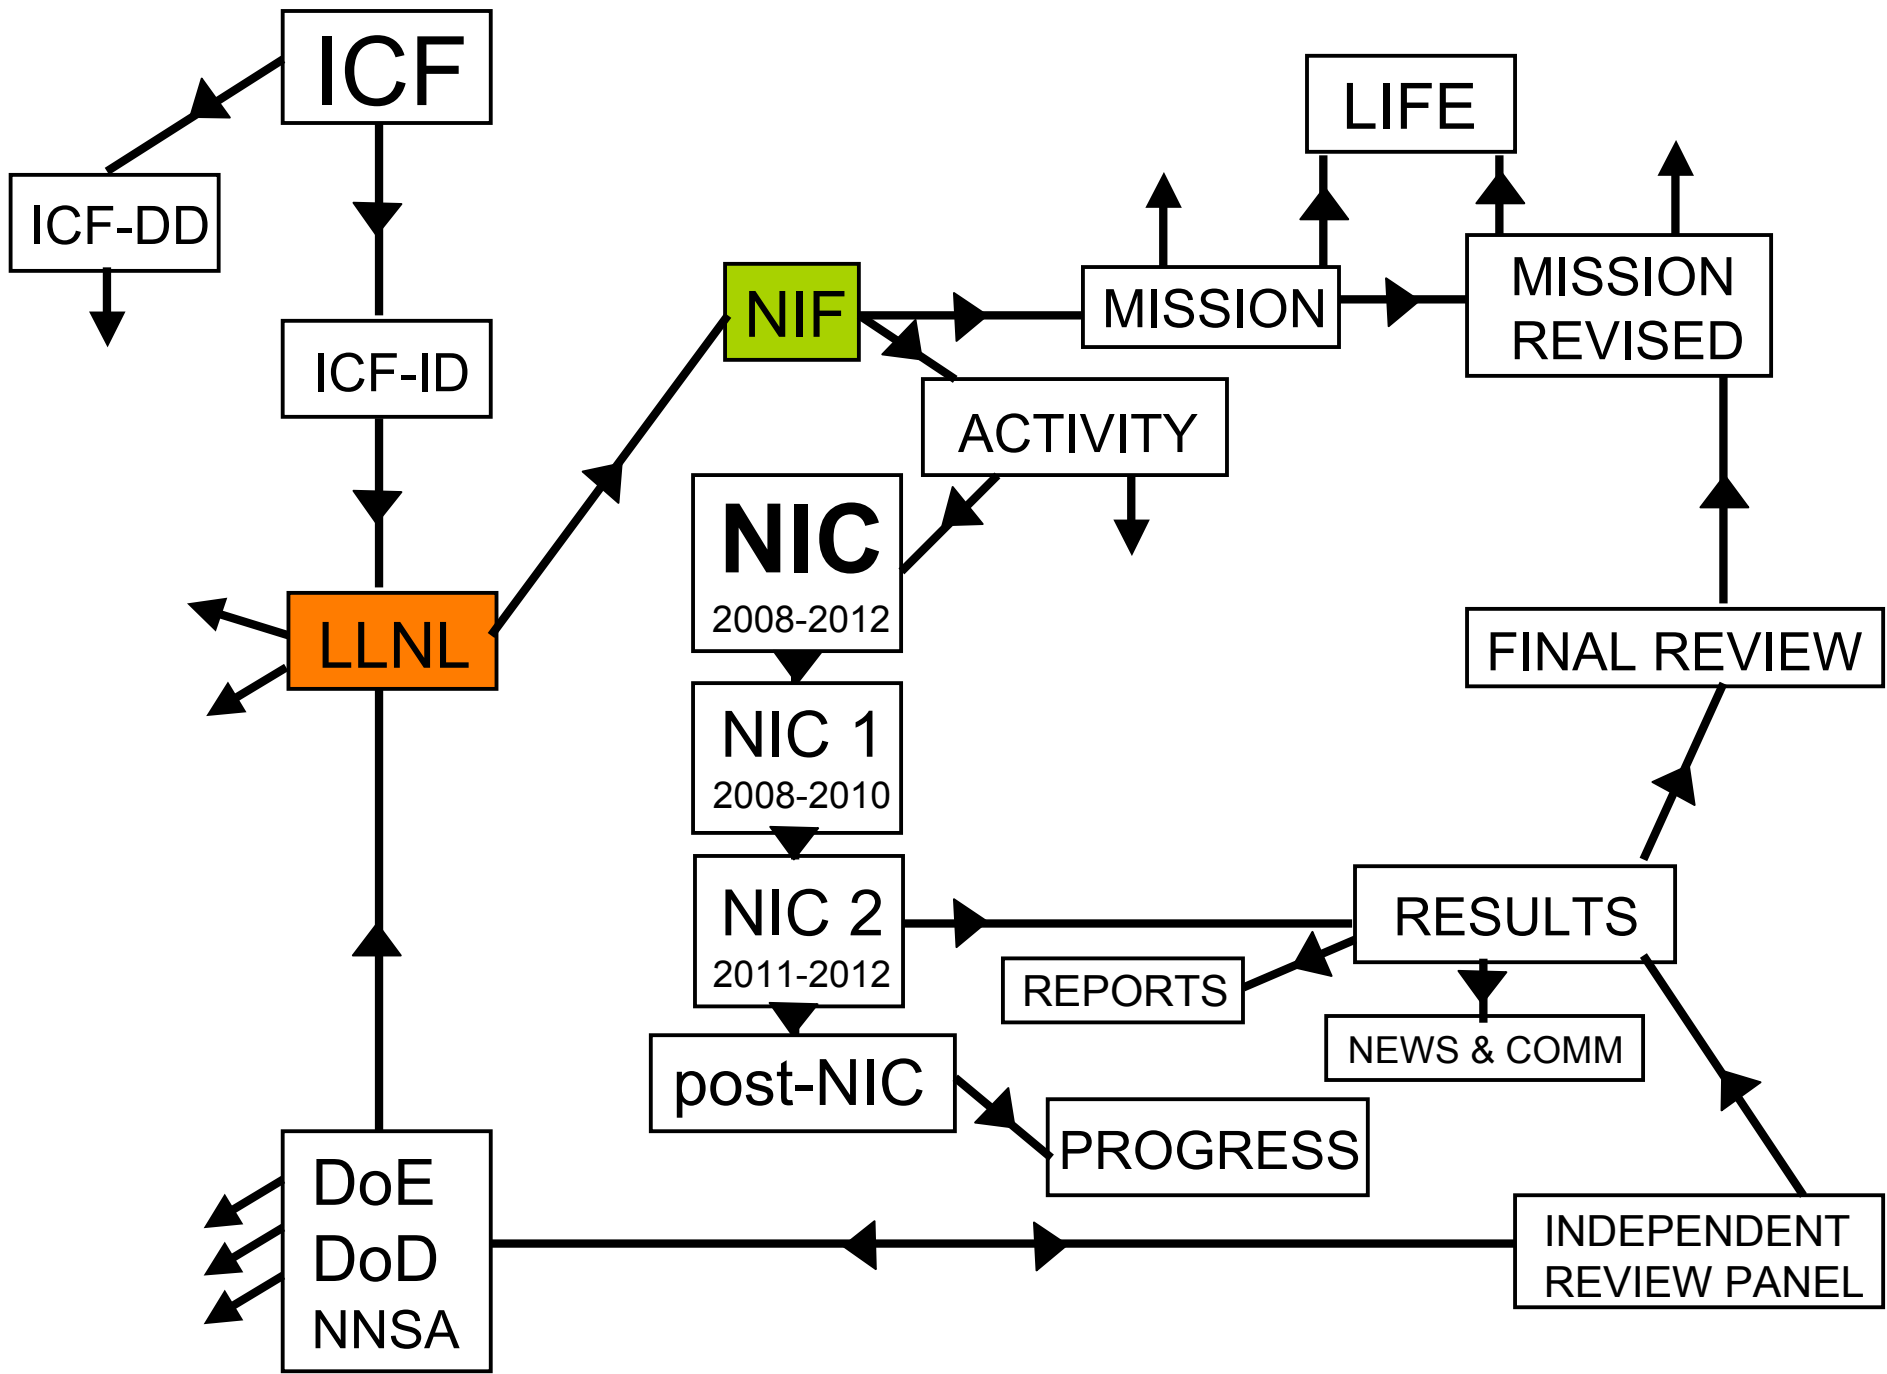 ICF
LIFE
ICF-DD
NIF
MISSION
MISSION
REVISED
ICF-ID
ACTIVITY
NIC
2008-2012
LLNL
FINAL REVIEW
NIC 1
2008-2010
NIC 2
2011-2012
RESULTS
REPORTS
NEWS & COMM
post-NIC
PROGRESS
DoE
DoD
NNSA
INDEPENDENT
REVIEW PANEL